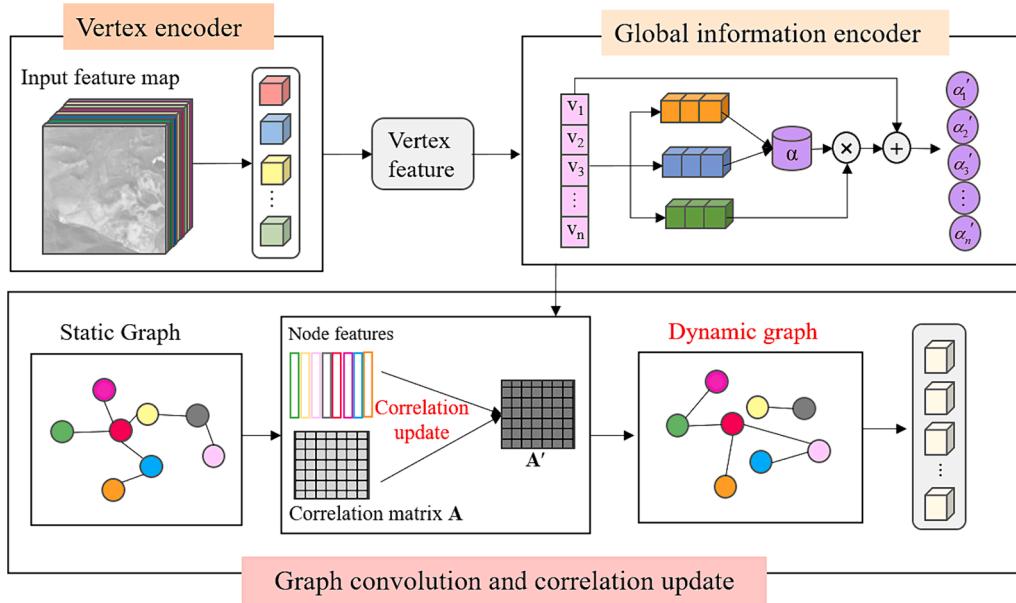 Vertex encoder
Input feature map
⋮
Vertex
feature
Global information encoder
v₁
v₂
v₃
⋮
vₙ
α
×
+
α₁′
α₂′
α₃′
⋮
αₙ′
Static Graph
Node features
Correlation
update
Correlation matrix A
A′
Dynamic graph
⋮
Graph convolution and correlation update